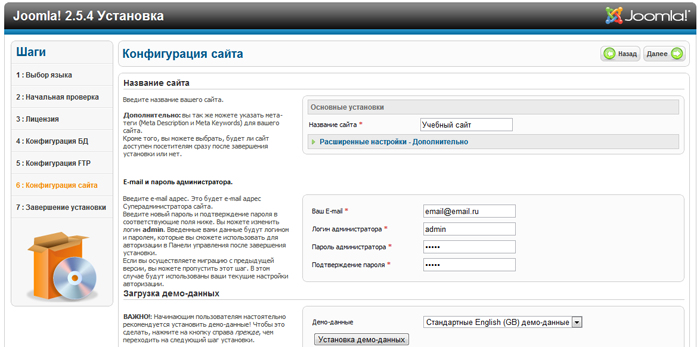 Joomla! 2.5.4 Установка
Joomla!
Шаги
1 : Выбор языка
2 : Начальная проверка
3 : Лицензия
4 : Конфигурация БД
5 : Конфигурация FTP
6 : Конфигурация сайта
7 : Завершение установки
Конфигурация сайта
Назад
Далее
Название сайта
Введите название вашего сайта.
Дополнительно: вы так же можете указать мета-
теги (Meta Description и Meta Keywords) для вашего
сайта.
Кроме того, вы можете выбрать, будет ли сайт
доступен посетителям сразу после завершения
установки или нет.
Основные установки
Название сайта * Учебный сайт
Расширенные настройки - Дополнительно
E-mail и пароль администратора.
Введите e-mail адрес. Это будет e-mail адрес
Суперадминистратора сайта.
Введите новый пароль и подтверждение пароля в
соответствующие поля ниже. Вы можете изменить
логин admin. Введенные вами данные будут логином
и паролем, которые вы сможете использовать для
авторизации в Панели управления после завершения
установки.
Если вы осуществляете миграцию с предыдущей
версии, вы можете пропустить этот шаг. В этом
случае будут использованы ваши текущие настройки
авторизации.
Ваш E-mail * email@email.ru
Логин администратора * admin
Пароль администратора * •••••
Подтверждение пароля * •••••
Загрузка демо-данных
ВАЖНО!: Начинающим пользователям настоятельно
рекомендуется установить демо-данные! Чтобы это
сделать, нажмите на кнопку справа прежде, чем
переходить на следующий шаг установки.
Демо-данные Стандартные English (GB) демо-данные
Установка демо-данных